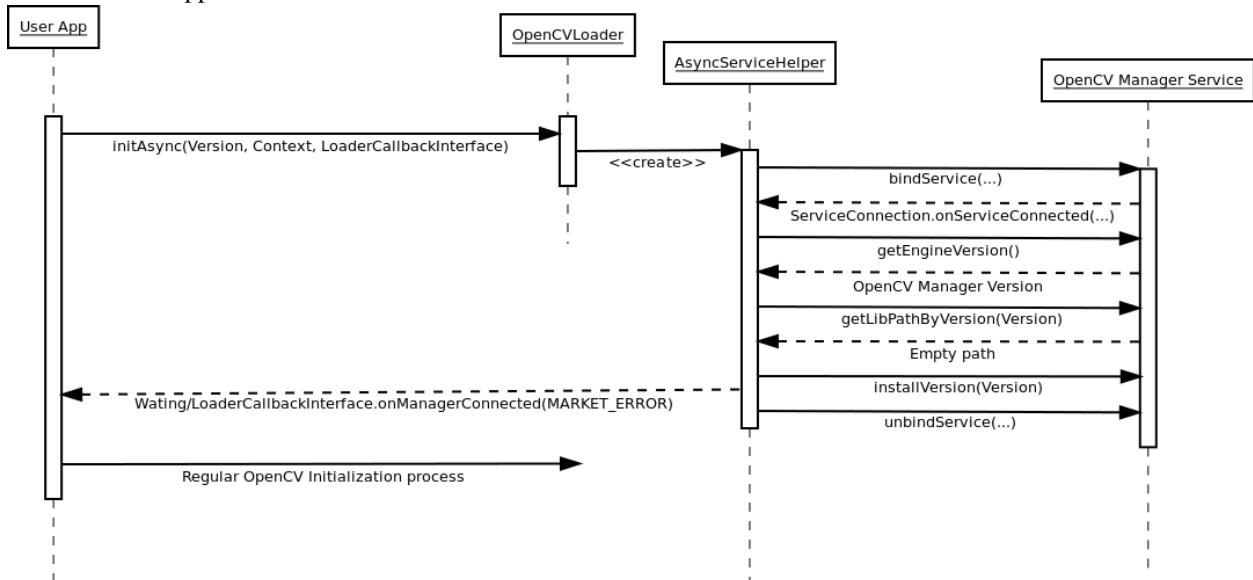 User App
OpenCVLoader
AsyncServiceHelper
OpenCV Manager Service
initAsync(Version, Context, LoaderCallbackInterface)
<<create>>
bindService(...)
ServiceConnection.onServiceConnected(...)
getEngineVersion()
OpenCV Manager Version
getLibPathByVersion(Version)
Empty path
installVersion(Version)
Wating/LoaderCallbackInterface.onManagerConnected(MARKET_ERROR)
unbindService(...)
Regular OpenCV Initialization process